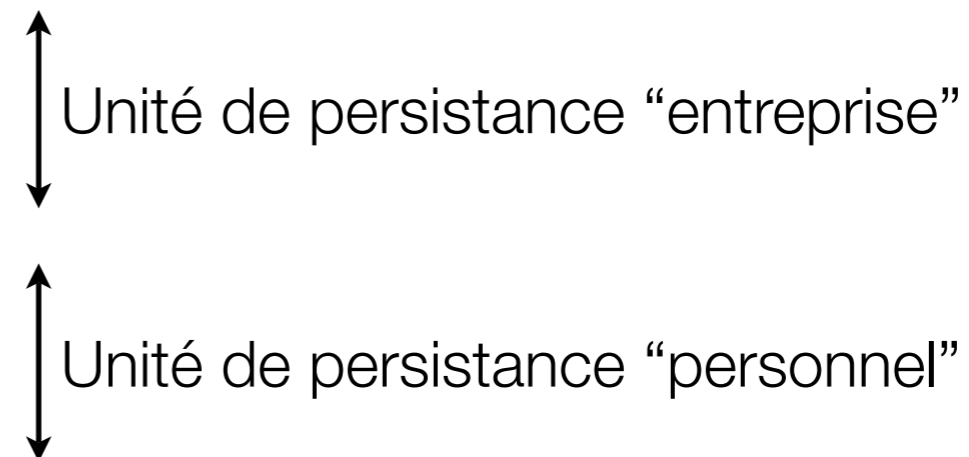 Unité de persistance “entreprise”
Unité de persistance “personnel”